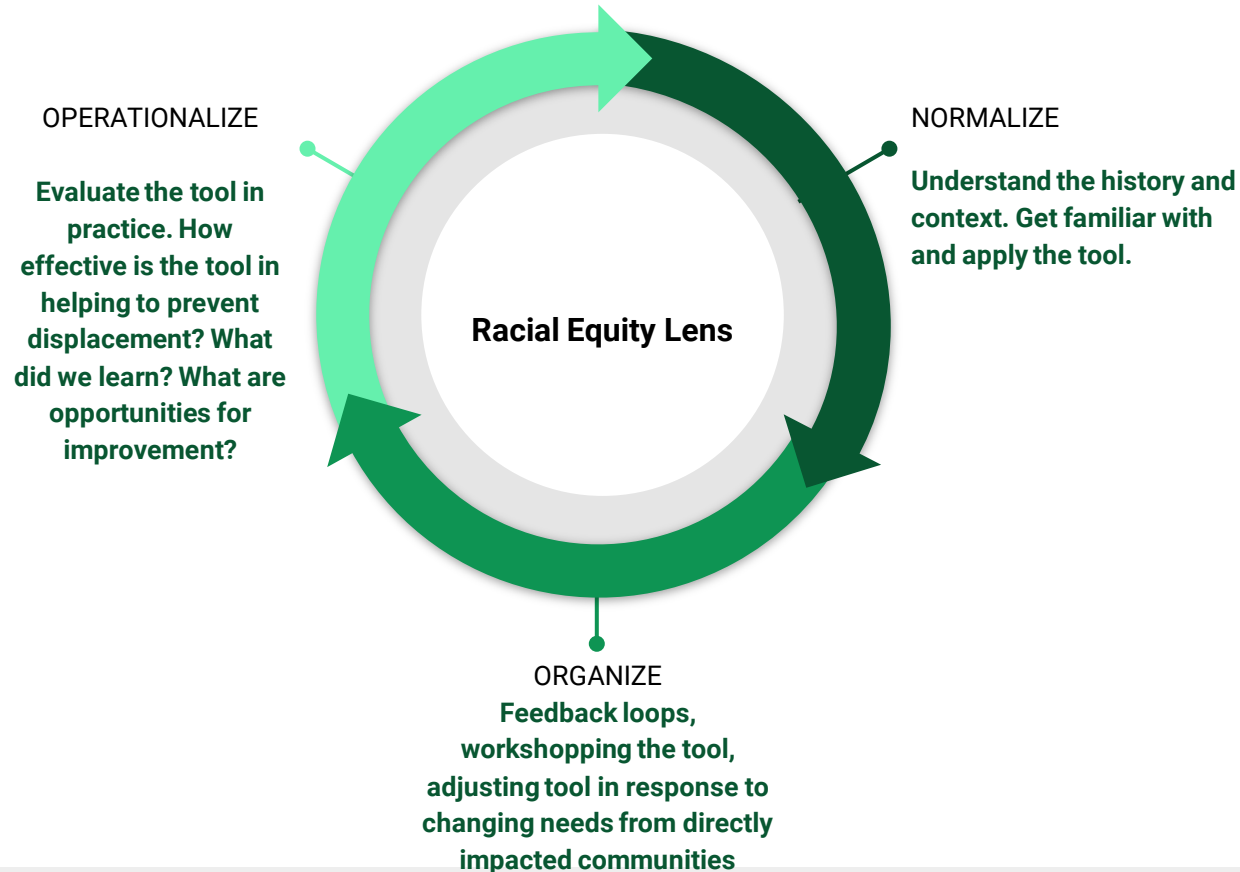 OPERATIONALIZE
Evaluate the tool in
practice. How
effective is the tool in
helping to prevent
displacement? What
did we learn? What are
opportunities for
improvement?
NORMALIZE
Understand the history and
context. Get familiar with
and apply the tool.
Racial Equity Lens
ORGANIZE
Feedback loops,
workshopping the tool,
adjusting tool in response to
changing needs from directly
impacted communities